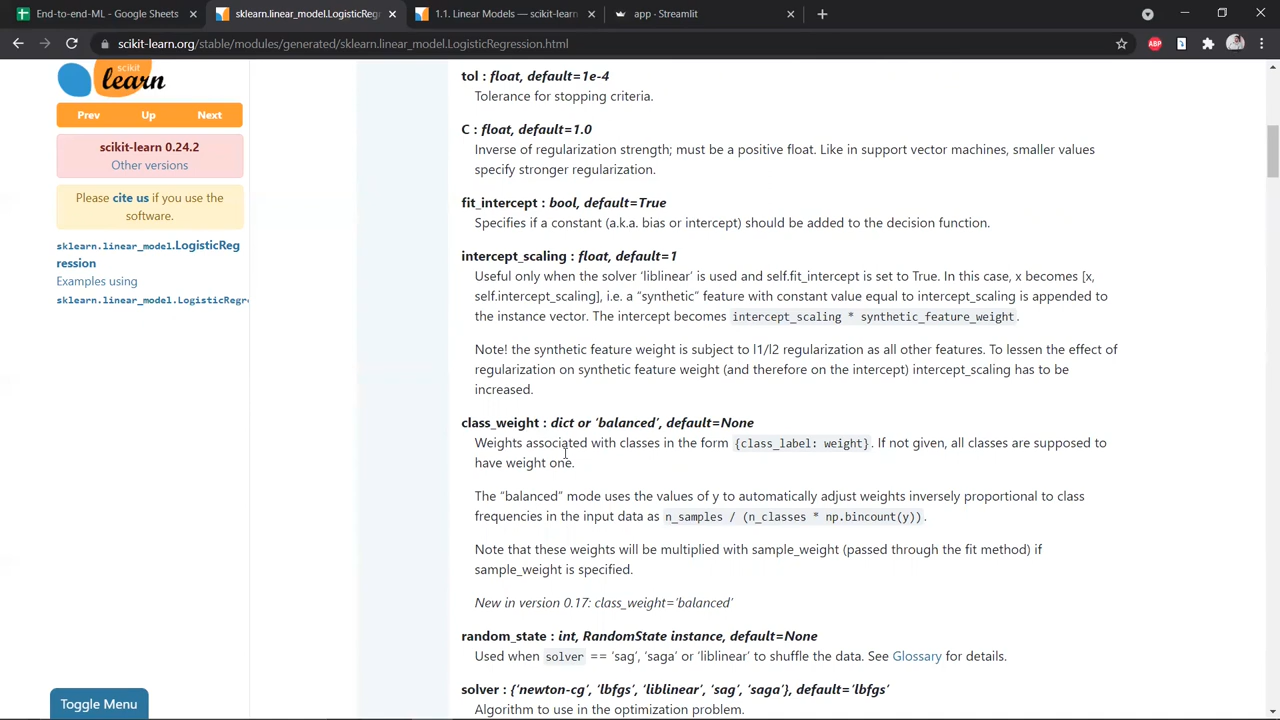 End-to-end-ML - Google Sheets
sklearn.linear_model.LogisticRegr
1.1. Linear Models — scikit-learn
app · Streamlit
scikit-learn.org/stable/modules/generated/sklearn.linear_model.LogisticRegression.html
ABP
scikit
learn
Prev Up Next
scikit-learn 0.24.2
Other versions
Please cite us if you use the
software.
sklearn.linear_model.LogisticReg
ression
Examples using
sklearn.linear_model.LogisticRegre
Toggle Menu
tol : float, default=1e-4
Tolerance for stopping criteria.
C : float, default=1.0
Inverse of regularization strength; must be a positive float. Like in support vector machines, smaller values
specify stronger regularization.
fit_intercept : bool, default=True
Specifies if a constant (a.k.a. bias or intercept) should be added to the decision function.
intercept_scaling : float, default=1
Useful only when the solver ‘liblinear’ is used and self.fit_intercept is set to True. In this case, x becomes [x,
self.intercept_scaling], i.e. a “synthetic” feature with constant value equal to intercept_scaling is appended to
the instance vector. The intercept becomes intercept_scaling * synthetic_feature_weight.
Note! the synthetic feature weight is subject to l1/l2 regularization as all other features. To lessen the effect of
regularization on synthetic feature weight (and therefore on the intercept) intercept_scaling has to be
increased.
class_weight : dict or ‘balanced’, default=None
Weights associated with classes in the form {class_label: weight}. If not given, all classes are supposed to
have weight one.
The “balanced” mode uses the values of y to automatically adjust weights inversely proportional to class
frequencies in the input data as n_samples / (n_classes * np.bincount(y)).
Note that these weights will be multiplied with sample_weight (passed through the fit method) if
sample_weight is specified.
New in version 0.17: class_weight=’balanced’
random_state : int, RandomState instance, default=None
Used when solver == ‘sag’, ‘saga’ or ‘liblinear’ to shuffle the data. See Glossary for details.
solver : {‘newton-cg’, ‘lbfgs’, ‘liblinear’, ‘sag’, ‘saga’}, default=’lbfgs’
Algorithm to use in the optimization problem.